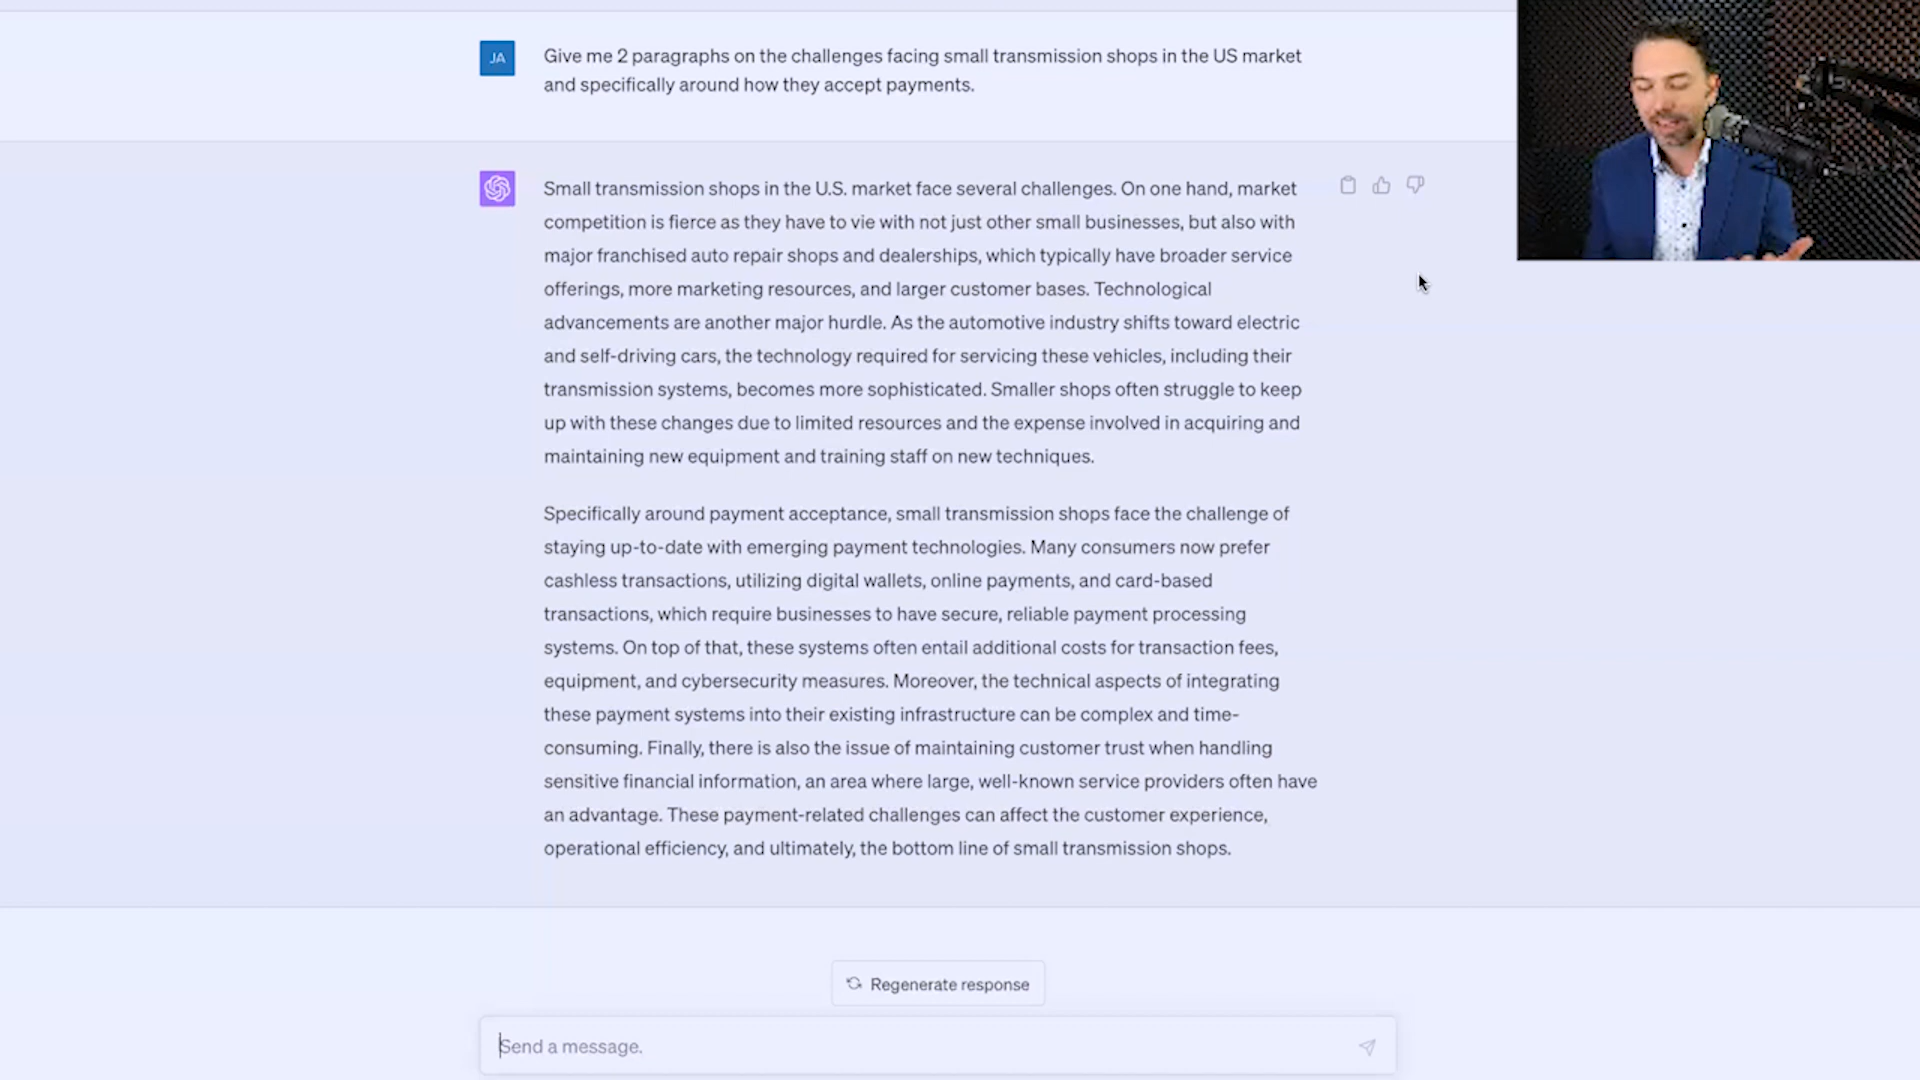 JA
Give me 2 paragraphs on the challenges facing small transmission shops in the US market
and specifically around how they accept payments.
Small transmission shops in the U.S. market face several challenges. On one hand, market
competition is fierce as they have to vie with not just other small businesses, but also with
major franchised auto repair shops and dealerships, which typically have broader service
offerings, more marketing resources, and larger customer bases. Technological
advancements are another major hurdle. As the automotive industry shifts toward electric
and self-driving cars, the technology required for servicing these vehicles, including their
transmission systems, becomes more sophisticated. Smaller shops often struggle to keep
up with these changes due to limited resources and the expense involved in acquiring and
maintaining new equipment and training staff on new techniques.
Specifically around payment acceptance, small transmission shops face the challenge of
staying up-to-date with emerging payment technologies. Many consumers now prefer
cashless transactions, utilizing digital wallets, online payments, and card-based
transactions, which require businesses to have secure, reliable payment processing
systems. On top of that, these systems often entail additional costs for transaction fees,
equipment, and cybersecurity measures. Moreover, the technical aspects of integrating
these payment systems into their existing infrastructure can be complex and time-
consuming. Finally, there is also the issue of maintaining customer trust when handling
sensitive financial information, an area where large, well-known service providers often have
an advantage. These payment-related challenges can affect the customer experience,
operational efficiency, and ultimately, the bottom line of small transmission shops.
Regenerate response
Send a message.